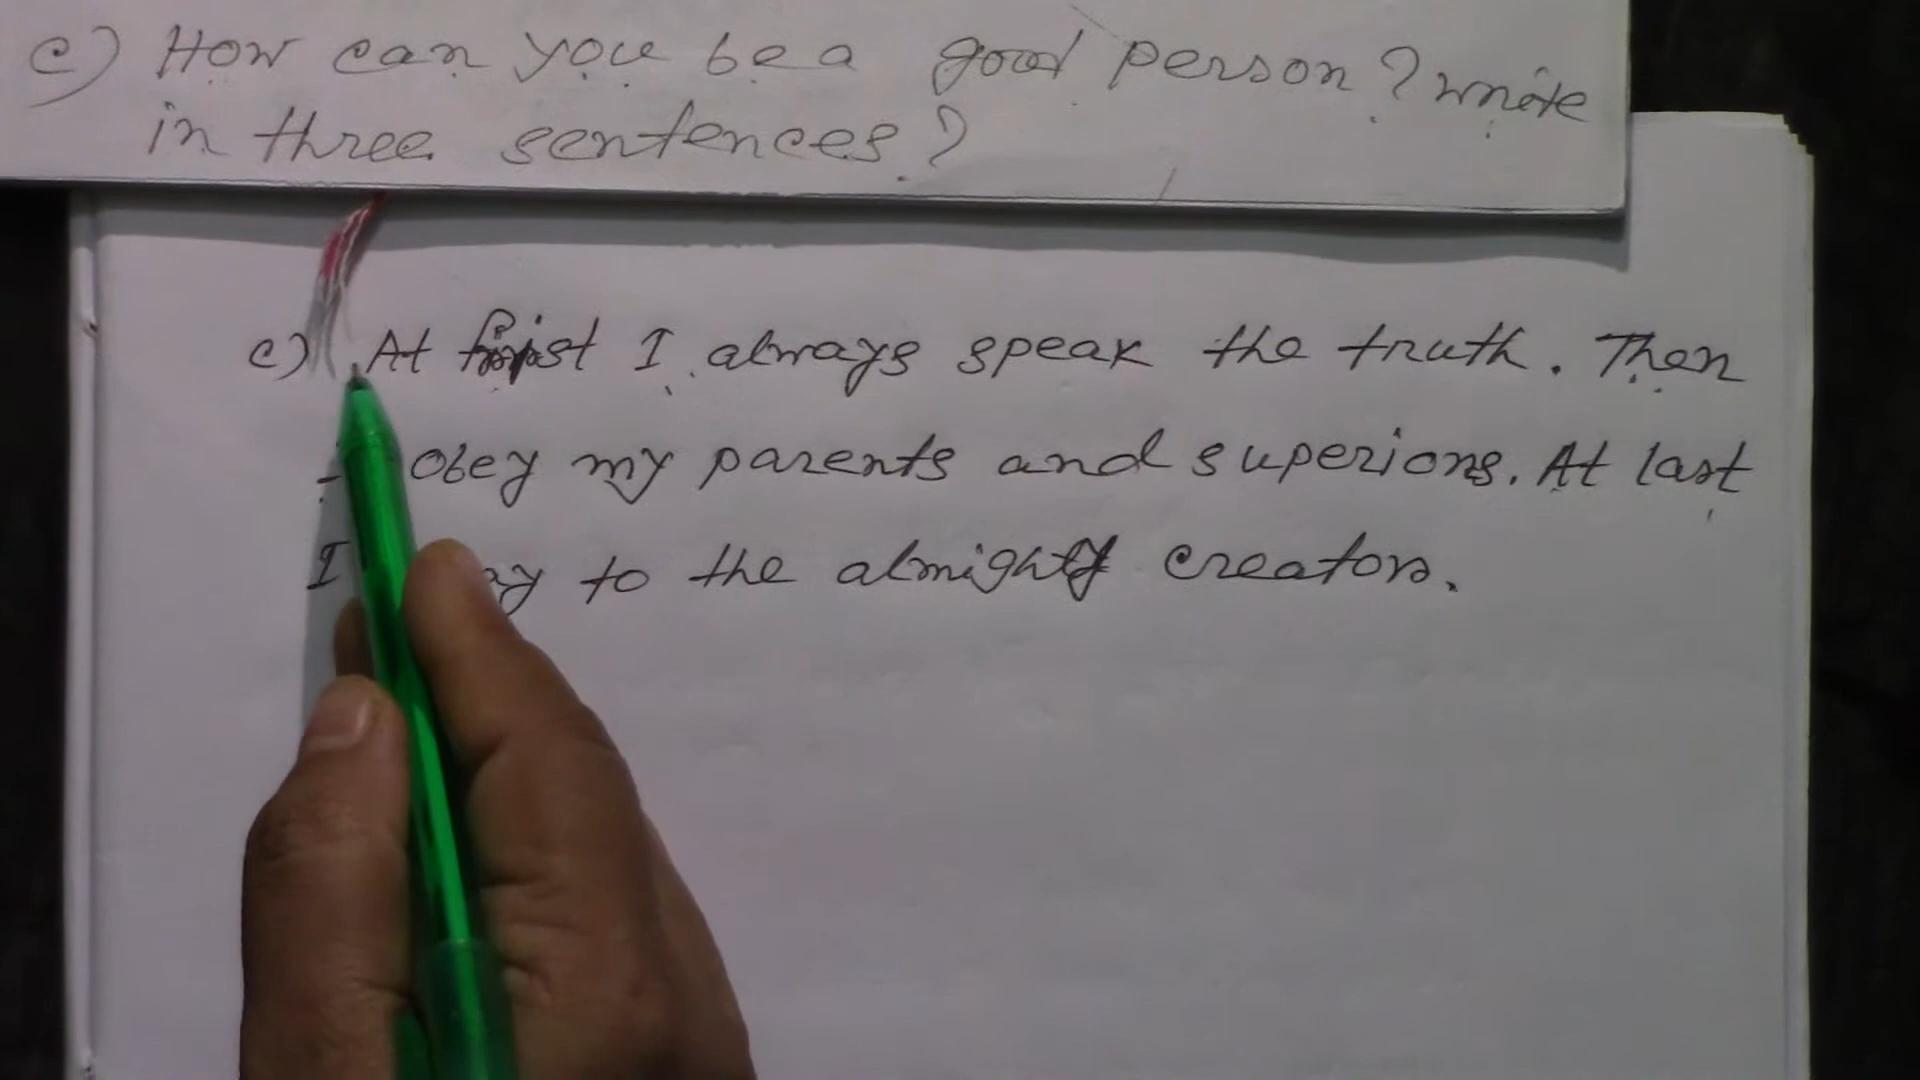 c) How can you be a good person? write
in three sentences?
c) At first I always speak the truth. Then
obey my parents and superiors. At last
I to the almighty creator.